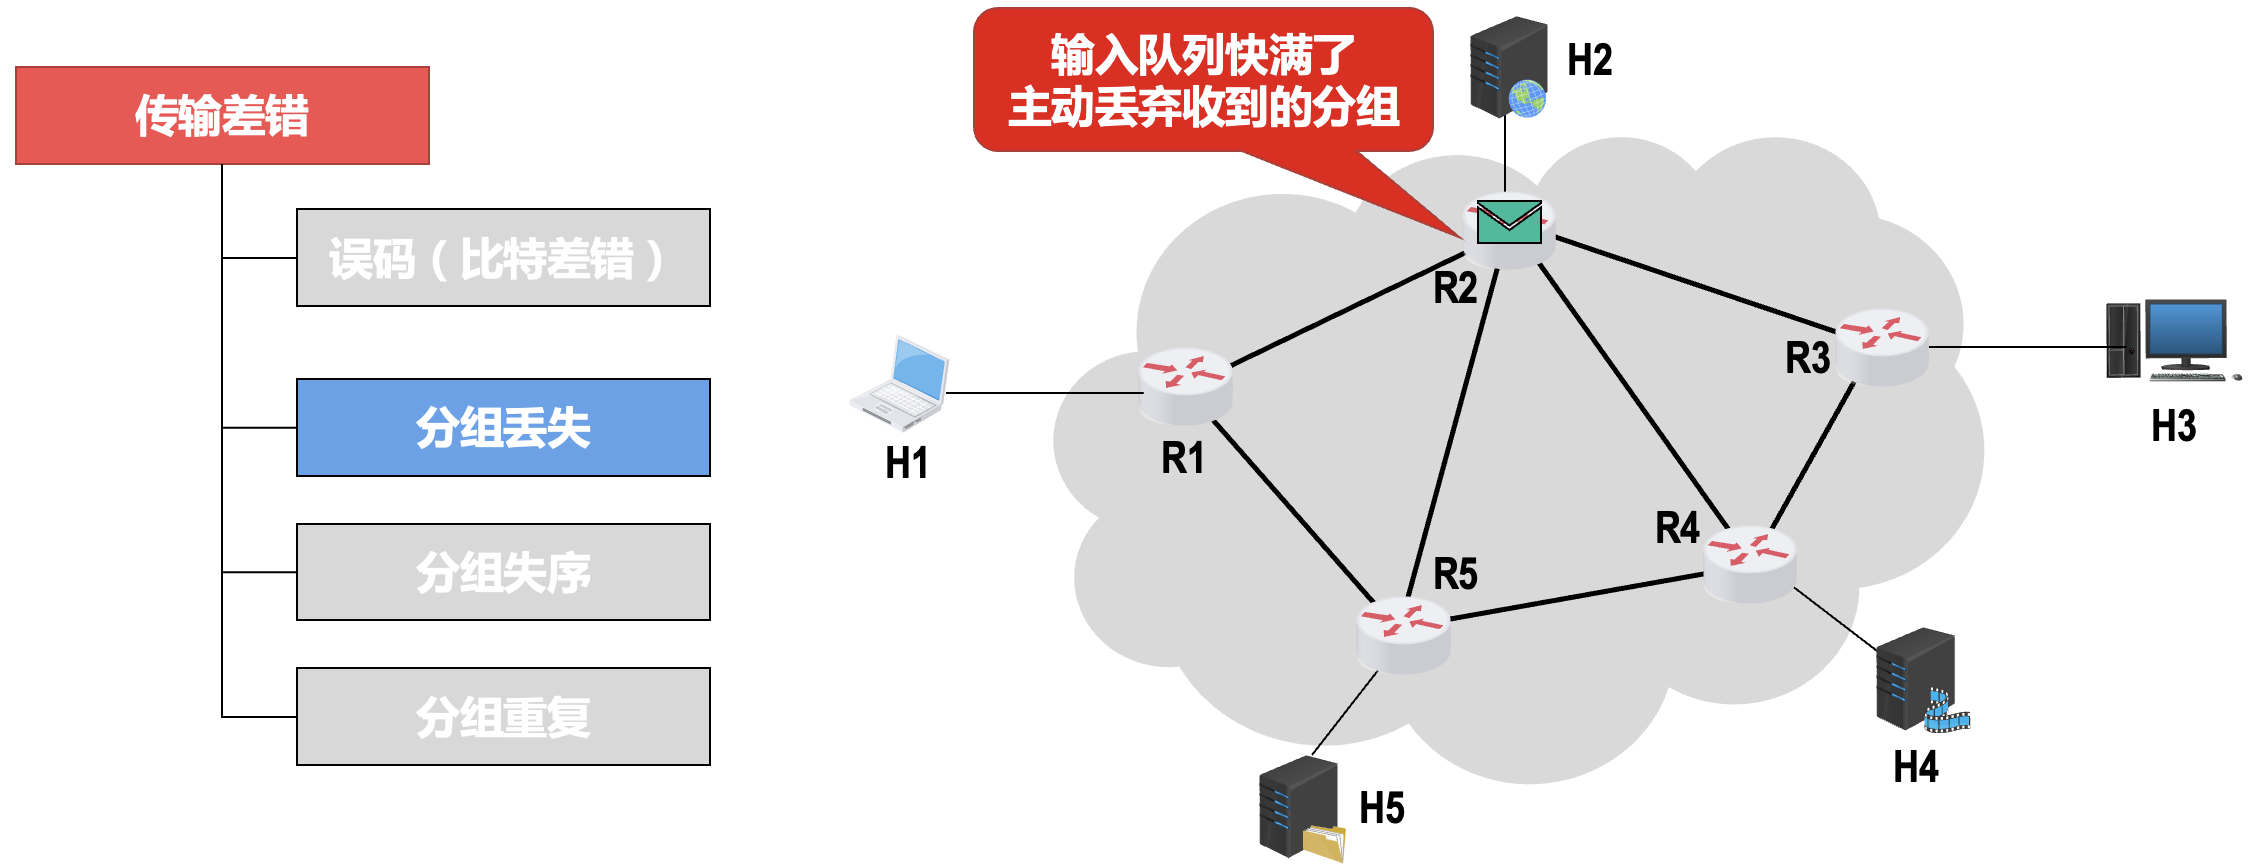 传输差错
误码（比特差错）
分组丢失
分组失序
分组重复
输入队列快满了
主动丢弃收到的分组
H2
R2
R3
H3
H1
R1
R4
R5
H4
H5